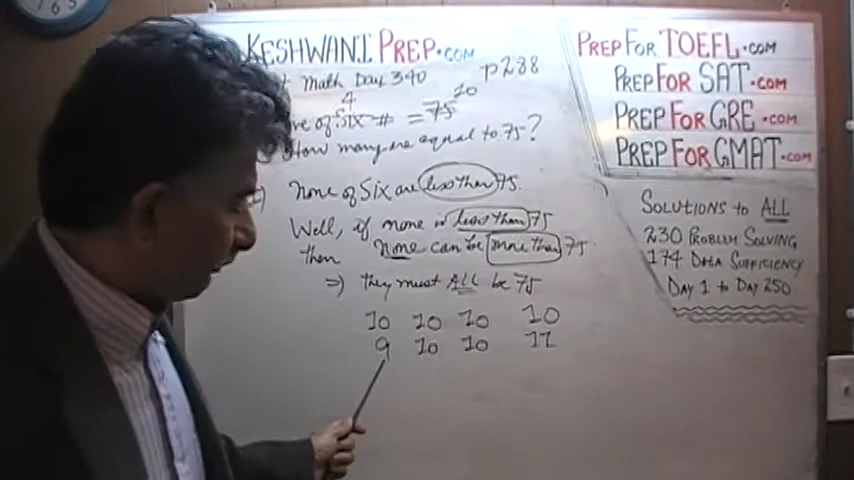 KESHWANI PREP.COM
Math Day 340 p288
4 10
of Six # = 75
How many are equal to 75?
I) none of Six are less than 75.
Well, if none is less than 75
then none can be more than 75
⇒ they must ALL be 75
10 10 10 10
9 10 10 11
PREP FOR TOEFL.COM
PREP FOR SAT.COM
PREP FOR GRE.COM
PREP FOR GMAT.COM
SOLUTIONS TO ALL
230 PROBLEM SOLVING
174 DATA SUFFICIENCY
DAY 1 TO DAY 250